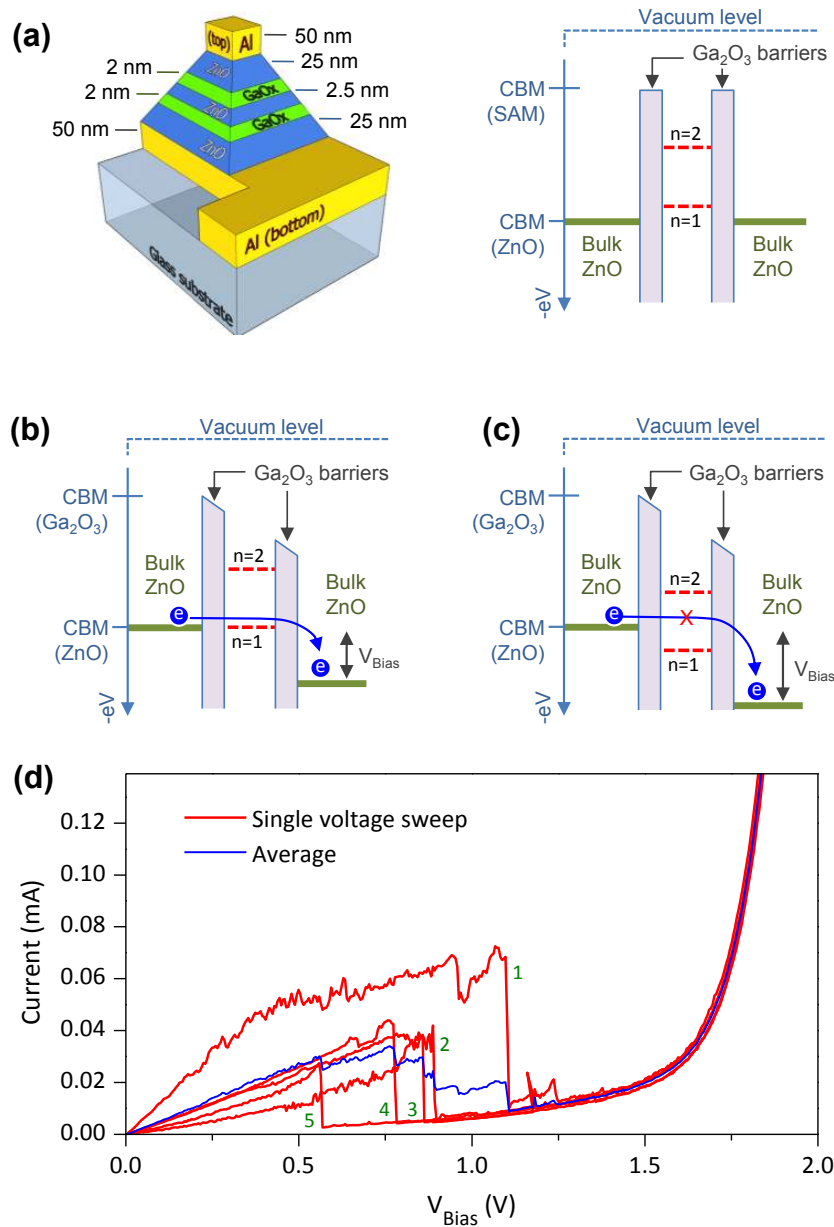 (a)
(top)
Al
50 nm
ZnO
25 nm
2 nm
GaOx
2.5 nm
2 nm
ZnO
GaOx
25 nm
50 nm
ZnO
Al (bottom)
Glass substrate
Vacuum level
Ga2O3 barriers
CBM
(SAM)
n=2
n=1
CBM
(ZnO)
Bulk
ZnO
Bulk
ZnO
-eV
(b)
Vacuum level
Ga2O3 barriers
CBM
(Ga2O3)
Bulk
ZnO
n=2
Bulk
ZnO
e
CBM
(ZnO)
n=1
e
VBias
-eV
(c)
Vacuum level
Ga2O3 barriers
CBM
(Ga2O3)
Bulk
ZnO
n=2
Bulk
ZnO
e
X
CBM
(ZnO)
n=1
e
VBias
-eV
(d)
Single voltage sweep
Average
Current (mA)
0.12
0.10
0.08
0.06
0.04
0.02
0.00
1
2
3
4
5
0.0
0.5
1.0
1.5
2.0
VBias (V)